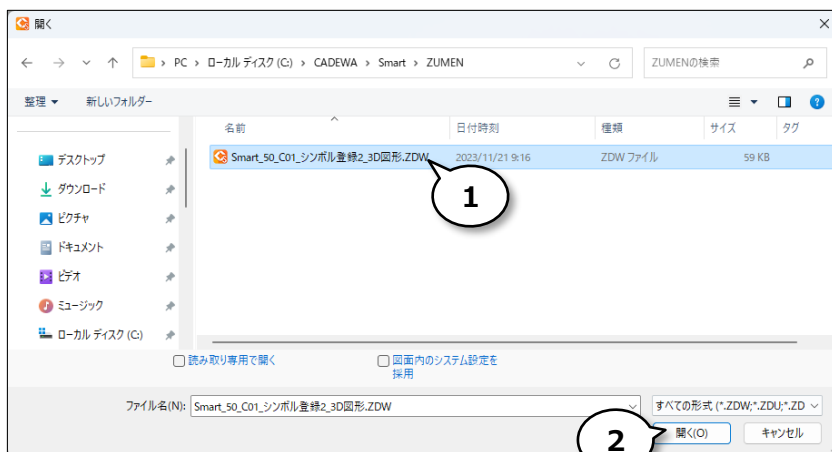 開く
PC › ローカル ディスク (C:) › CADEWA › Smart › ZUMEN
ZUMENの検索
整理 新しいフォルダー
名前 日付時刻 種類 サイズ タグ
Smart_50_C01_シンボル登録2_3D図形.ZDW 2023/11/21 9:16 ZDW ファイル 59 KB
1
デスクトップ
ダウンロード
ピクチャ
ドキュメント
ビデオ
ミュージック
ローカル ディスク (C:)
読み取り専用で開く
図面内のシステム設定を
採用
ファイル名(N): Smart_50_C01_シンボル登録2_3D図形.ZDW
すべての形式 (*.ZDW;*.ZDU;*.ZD
2
開く(O) キャンセル